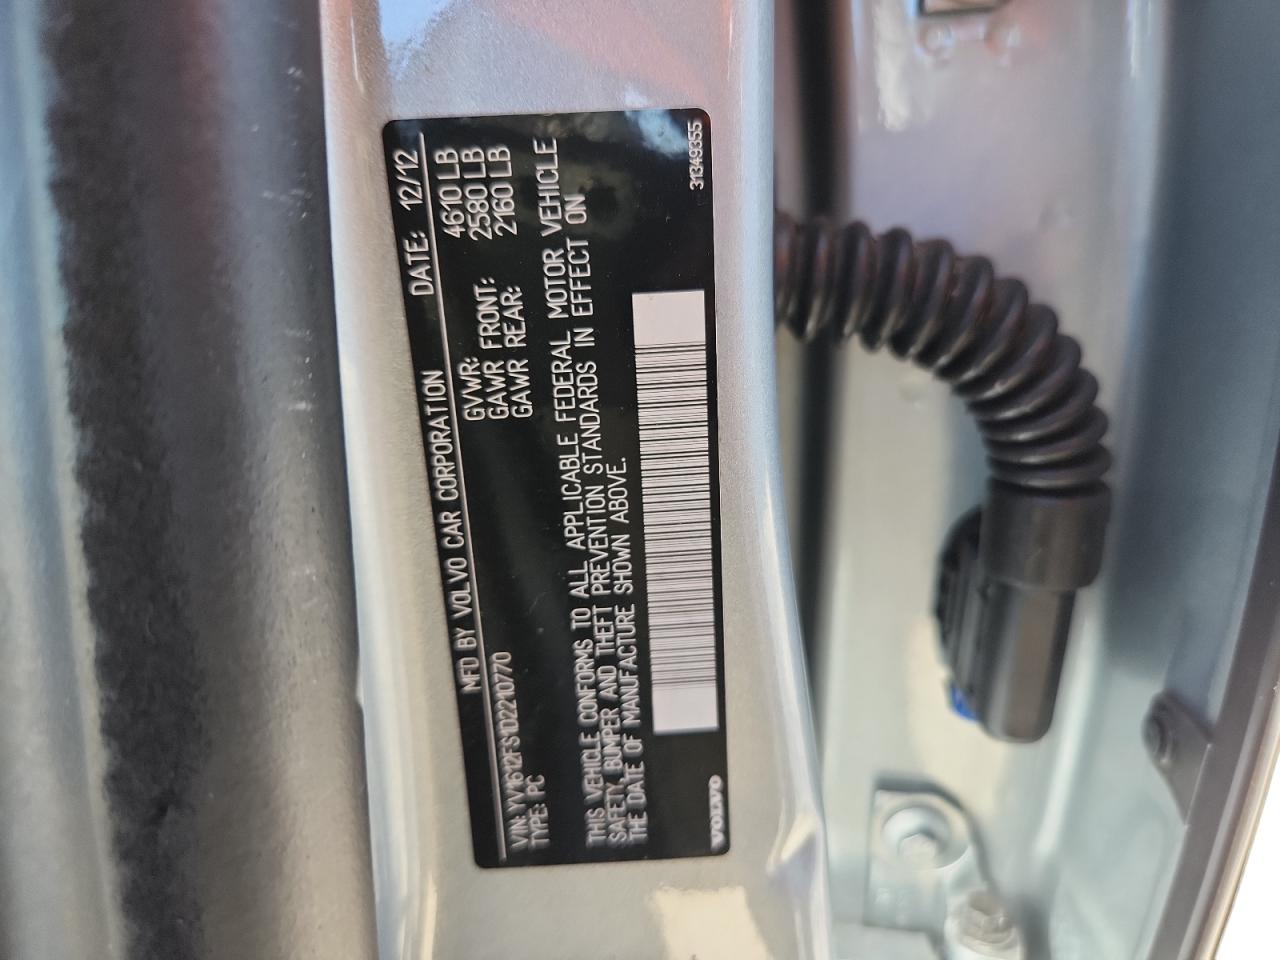 MFD BY VOLVO CAR CORPORATION DATE: 12/12
GVWR: 4610 LB
GAWR FRONT: 2580 LB
GAWR REAR: 2160 LB
VIN: YV1612FS1D2210770
TYPE: PC
THIS VEHICLE CONFORMS TO ALL APPLICABLE FEDERAL MOTOR VEHICLE
SAFETY, BUMPER AND THEFT PREVENTION STANDARDS IN EFFECT ON
THE DATE OF MANUFACTURE SHOWN ABOVE.
VOLVO
31349355